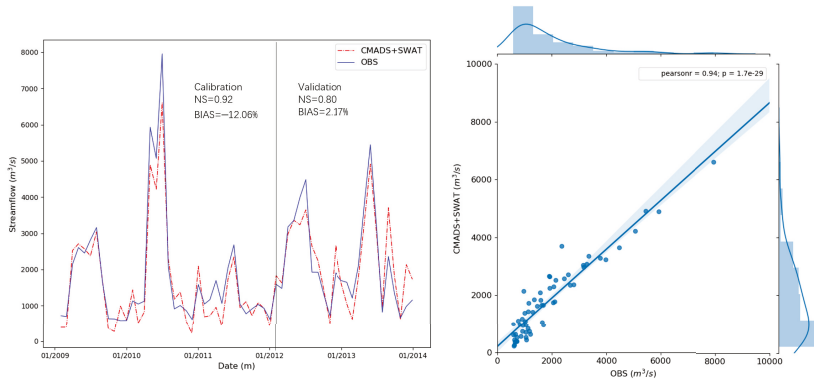 CMADS+SWAT
OBS
Calibration
NS=0.92
BIAS=−12.06%
Validation
NS=0.80
BIAS=2.17%
Streamflow (m³/s)
8000
7000
6000
5000
4000
3000
2000
1000
0
01/2009 01/2010 01/2011 01/2012 01/2013 01/2014
Date (m)
pearsonr = 0.94; p = 1.7e-29
CMADS+SWAT (m³/s)
10000
8000
6000
4000
2000
0
0 2000 4000 6000 8000 10000
OBS (m³/s)